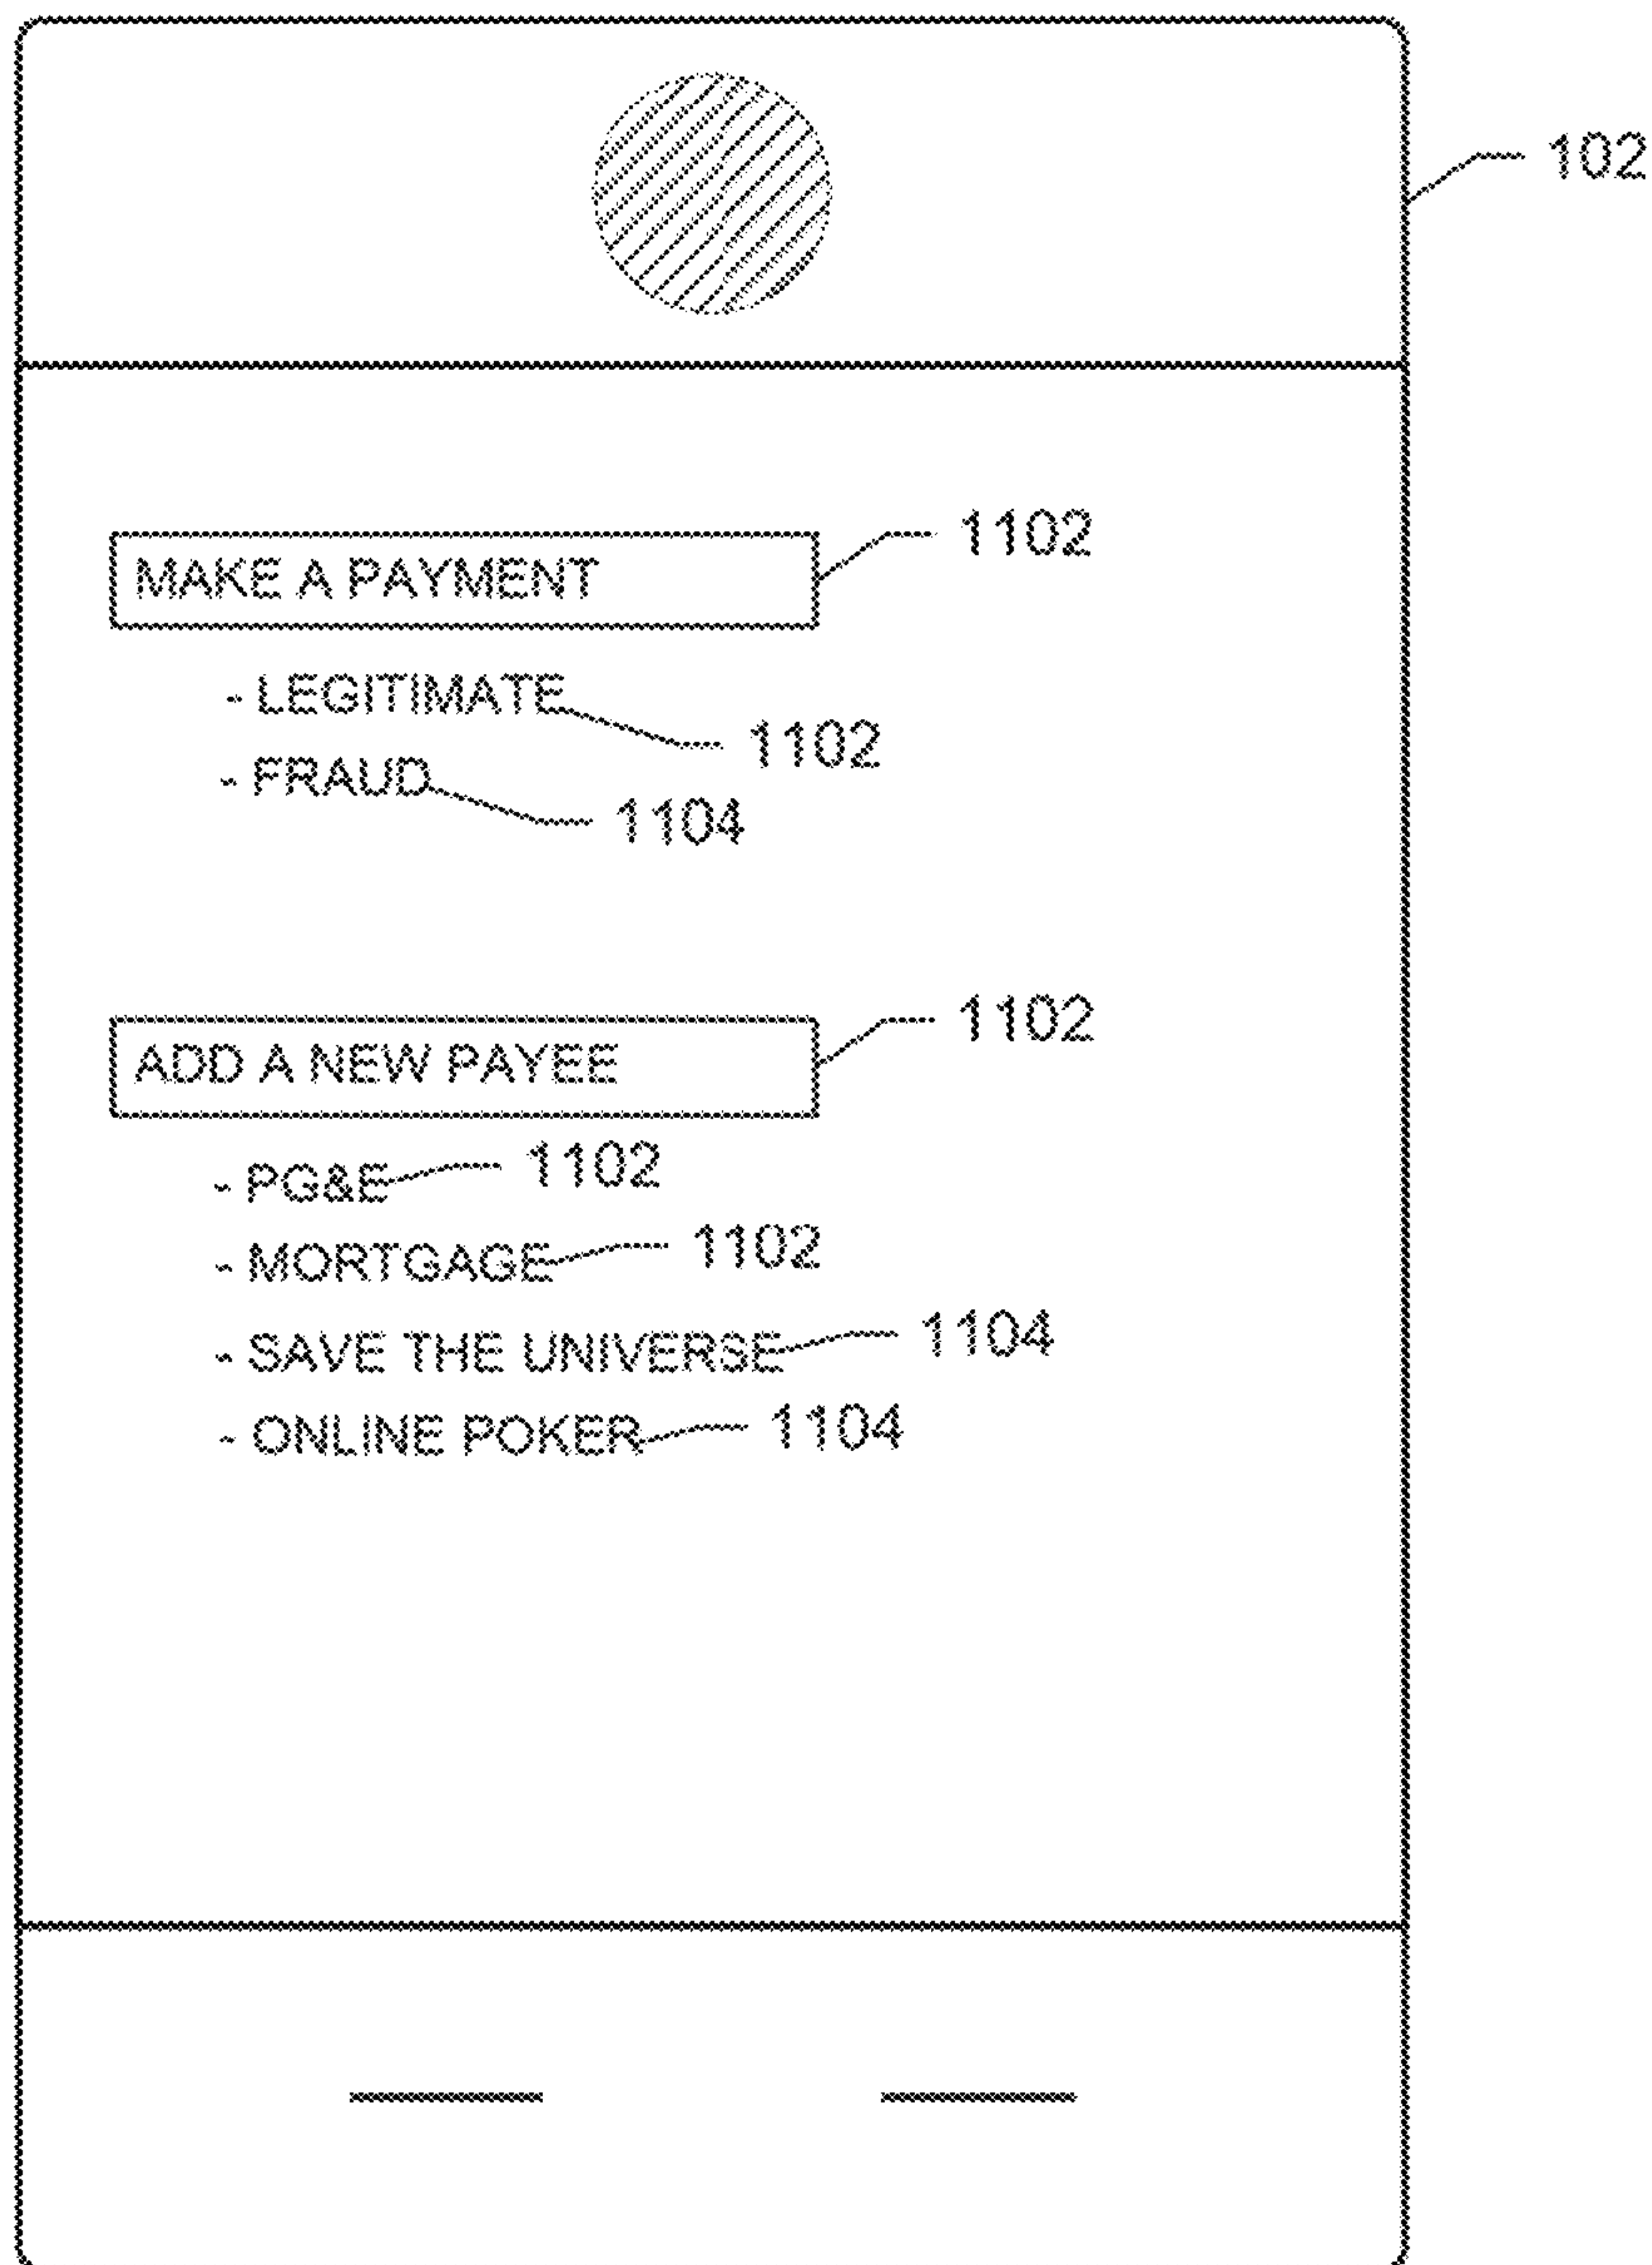 102
MAKE A PAYMENT 1102
- LEGITIMATE 1102
- FRAUD 1104
ADD A NEW PAYEE 1102
- PG&E 1102
- MORTGAGE 1102
- SAVE THE UNIVERSE 1104
- ONLINE POKER 1104